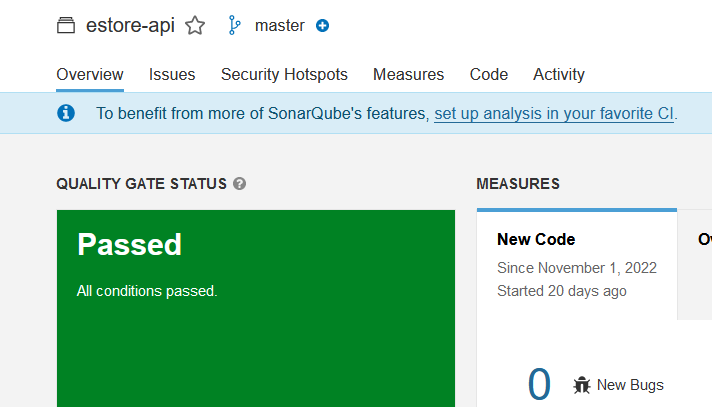 estore-api master
Overview Issues Security Hotspots Measures Code Activity
To benefit from more of SonarQube's features, set up analysis in your favorite CI.
QUALITY GATE STATUS ?
MEASURES
Passed
All conditions passed.
New Code
Since November 1, 2022
Started 20 days ago
0 New Bugs